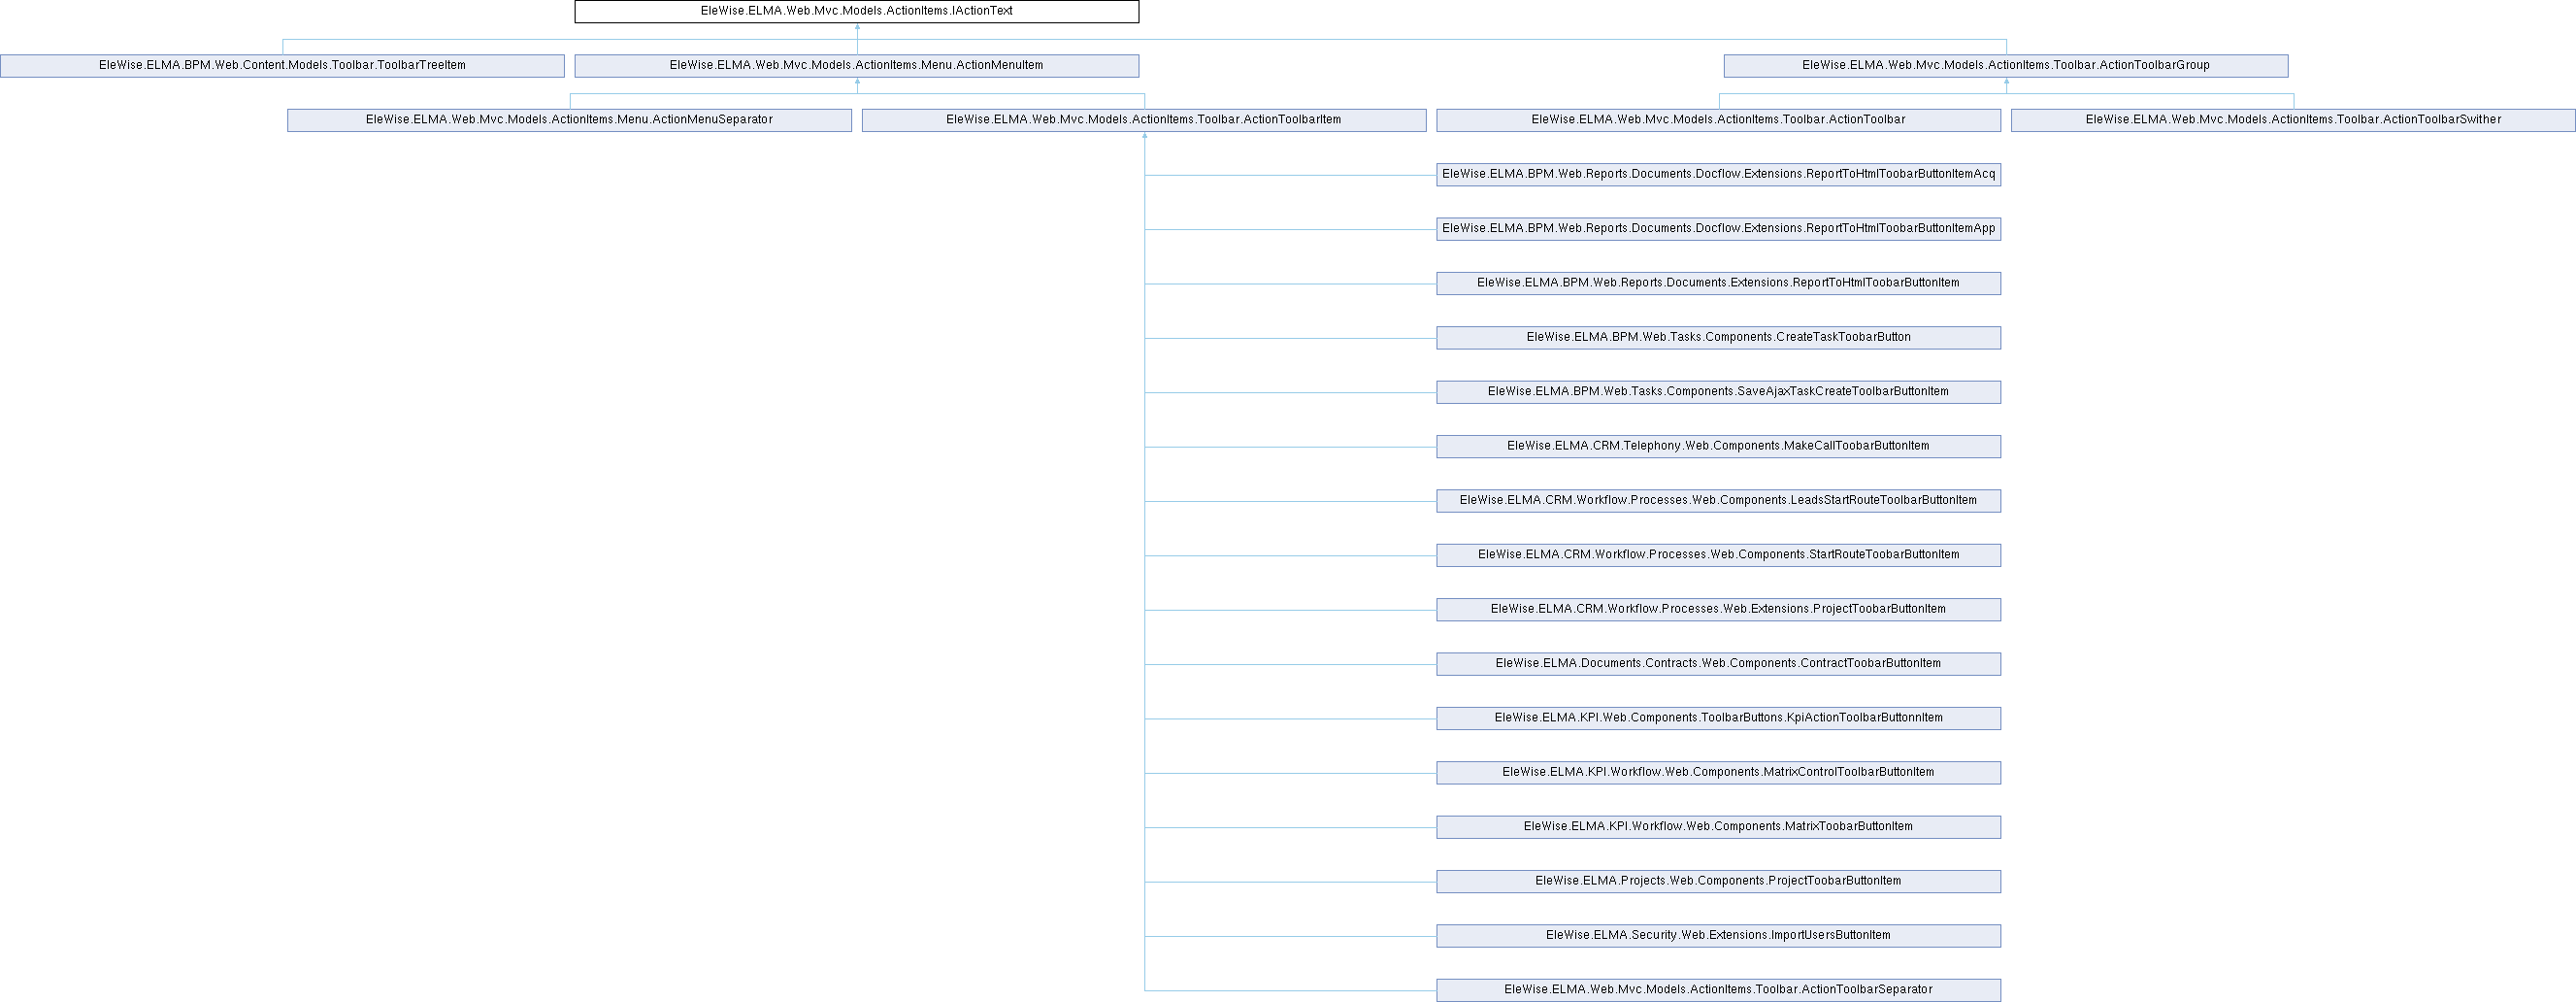 EleWise.ELMA.Web.Mvc.Models.ActionItems.IActionText
EleWise.ELMA.BPM.Web.Content.Models.Toolbar.ToolbarTreeItem
EleWise.ELMA.Web.Mvc.Models.ActionItems.Menu.ActionMenuItem
EleWise.ELMA.Web.Mvc.Models.ActionItems.Toolbar.ActionToolbarGroup
EleWise.ELMA.Web.Mvc.Models.ActionItems.Menu.ActionMenuSeparator
EleWise.ELMA.Web.Mvc.Models.ActionItems.Toolbar.ActionToolbarItem
EleWise.ELMA.Web.Mvc.Models.ActionItems.Toolbar.ActionToolbar
EleWise.ELMA.Web.Mvc.Models.ActionItems.Toolbar.ActionToolbarSwither
EleWise.ELMA.BPM.Web.Reports.Documents.Docflow.Extensions.ReportToHtmlToobarButtonItemAcq
EleWise.ELMA.BPM.Web.Reports.Documents.Docflow.Extensions.ReportToHtmlToobarButtonItemApp
EleWise.ELMA.BPM.Web.Reports.Documents.Extensions.ReportToHtmlToobarButtonItem
EleWise.ELMA.BPM.Web.Tasks.Components.CreateTaskToobarButton
EleWise.ELMA.BPM.Web.Tasks.Components.SaveAjaxTaskCreateToolbarButtonItem
EleWise.ELMA.CRM.Telephony.Web.Components.MakeCallToobarButtonItem
EleWise.ELMA.CRM.Workflow.Processes.Web.Components.LeadsStartRouteToolbarButtonItem
EleWise.ELMA.CRM.Workflow.Processes.Web.Components.StartRouteToobarButtonItem
EleWise.ELMA.CRM.Workflow.Processes.Web.Extensions.ProjectToobarButtonItem
EleWise.ELMA.Documents.Contracts.Web.Components.ContractToobarButtonItem
EleWise.ELMA.KPI.Web.Components.ToolbarButtons.KpiActionToolbarButtonnItem
EleWise.ELMA.KPI.Workflow.Web.Components.MatrixControlToolbarButtonItem
EleWise.ELMA.KPI.Workflow.Web.Components.MatrixToobarButtonItem
EleWise.ELMA.Projects.Web.Components.ProjectToobarButtonItem
EleWise.ELMA.Security.Web.Extensions.ImportUsersButtonItem
EleWise.ELMA.Web.Mvc.Models.ActionItems.Toolbar.ActionToolbarSeparator